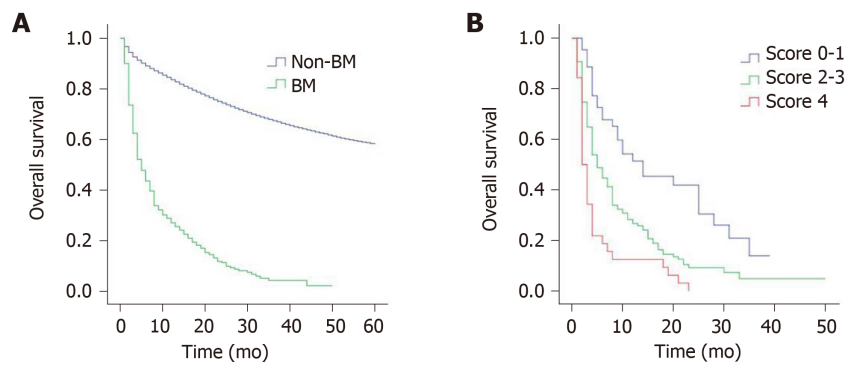 A
1.0
0.8
0.6
0.4
0.2
0.0
Overall survival
Non-BM
BM
0 10 20 30 40 50 60
Time (mo)
B
1.0
0.8
0.6
0.4
0.2
0.0
Overall survival
Score 0-1
Score 2-3
Score 4
0 10 20 30 40 50
Time (mo)